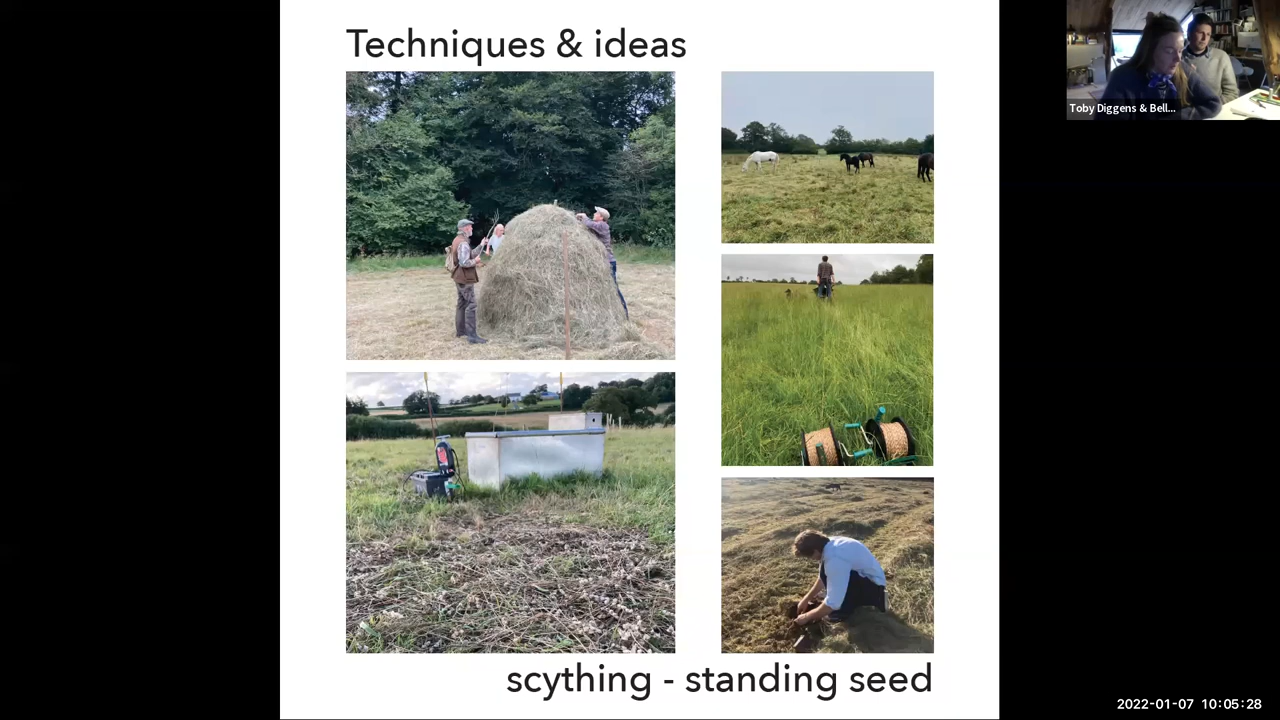 Techniques & ideas
Toby Diggens & Bell...
scything - standing seed
2022-01-07 10:05:28